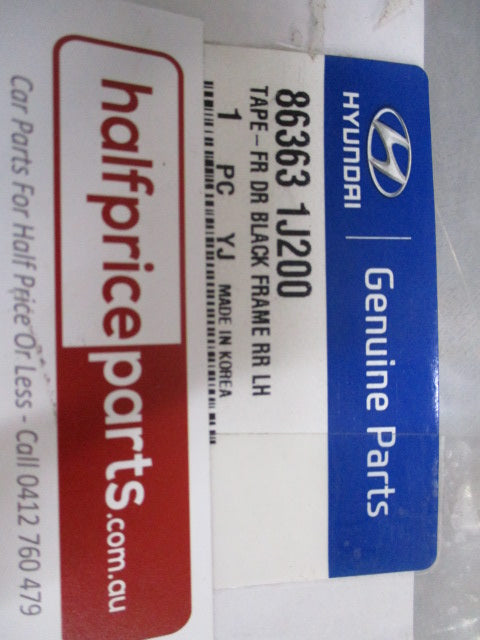 HYUNDAI
Genuine Parts
86363 1J200
TAPE-FR DR BLACK FRAME RR LH
1 PC YJ MADE IN KOREA
halfpriceparts.com.au
Car Parts For Half Price Or Less - Call 0412 760 479